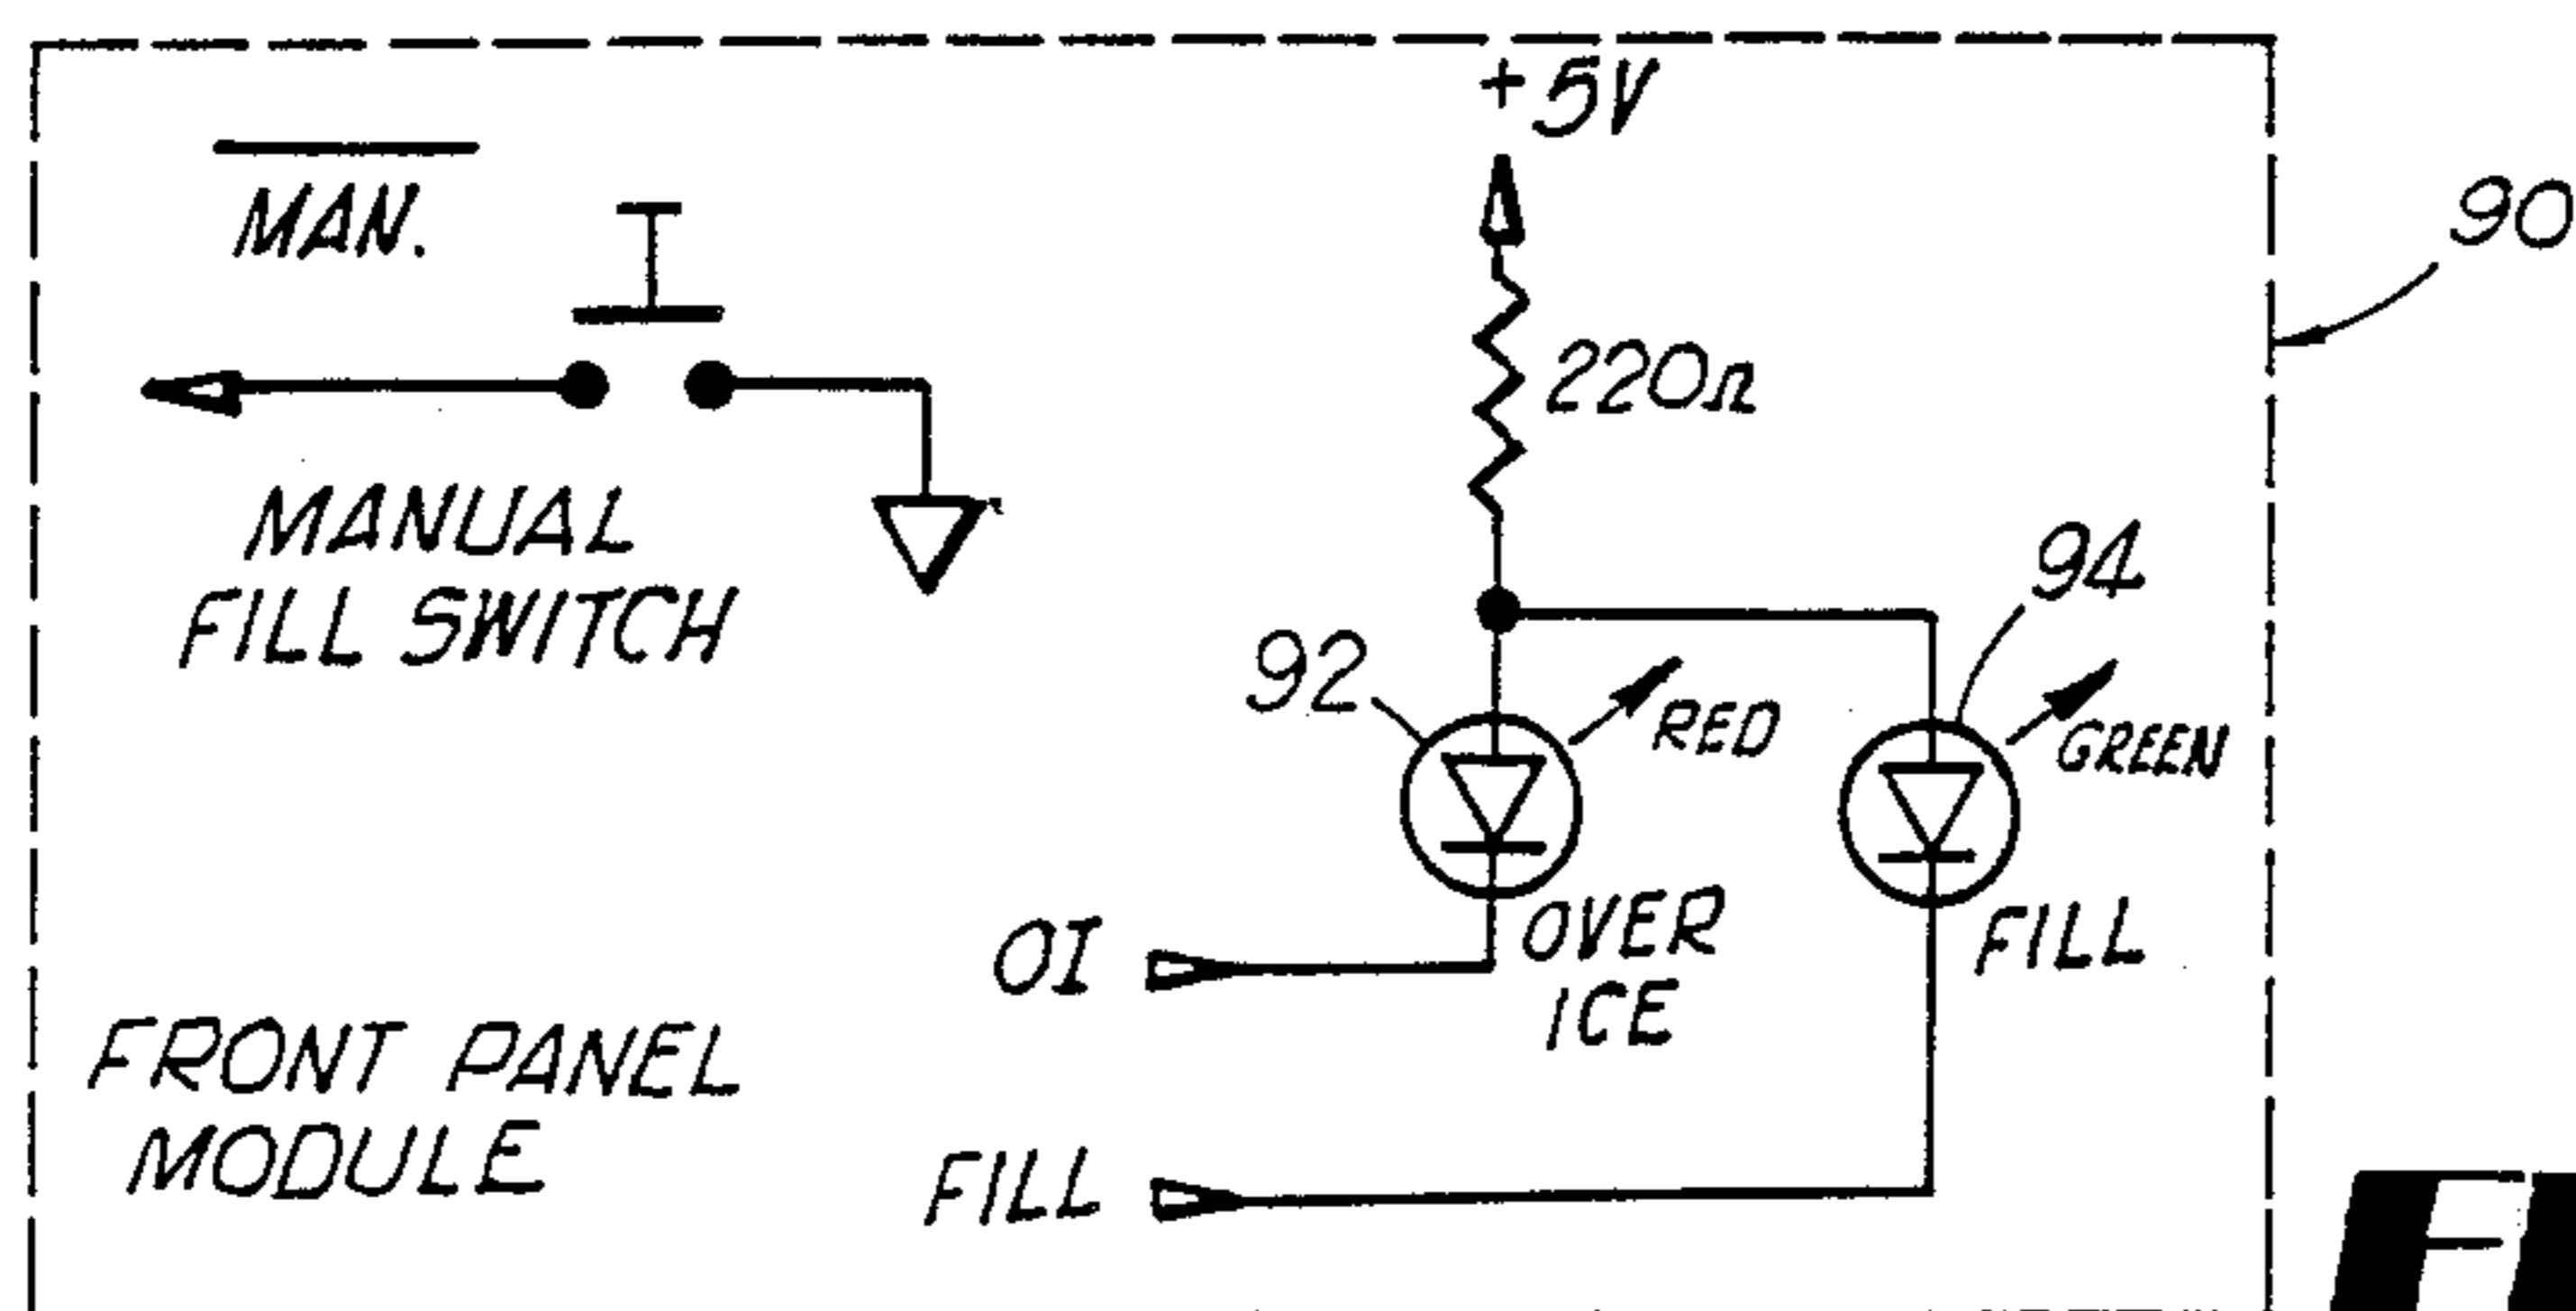 +5V
90
MAN.
220Ω
MANUAL
FILL SWITCH
94
92
RED
GREEN
OI
OVER
ICE
FILL
FRONT PANEL
MODULE
FILL